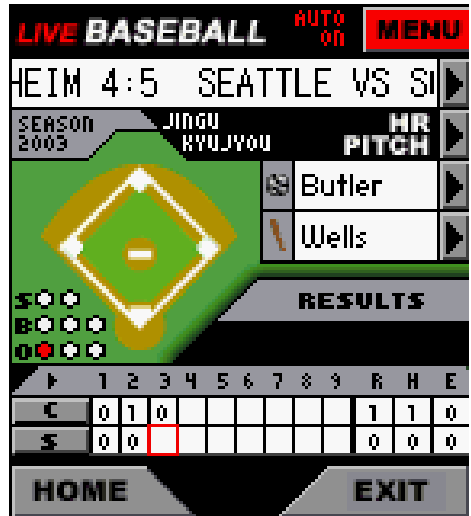 LIVE BASEBALL AUTO on MENU
HEIM 4:5 SEATTLE VS
SEASON 2003 JINGU KYUJYOU HR PITCH
Butler
Wells
RESULTS
S
B
O
1 2 3 4 5 6 7 8 9 R H E
C 0 1 0 1 1 0
S 0 0 0 0 0
HOME EXIT